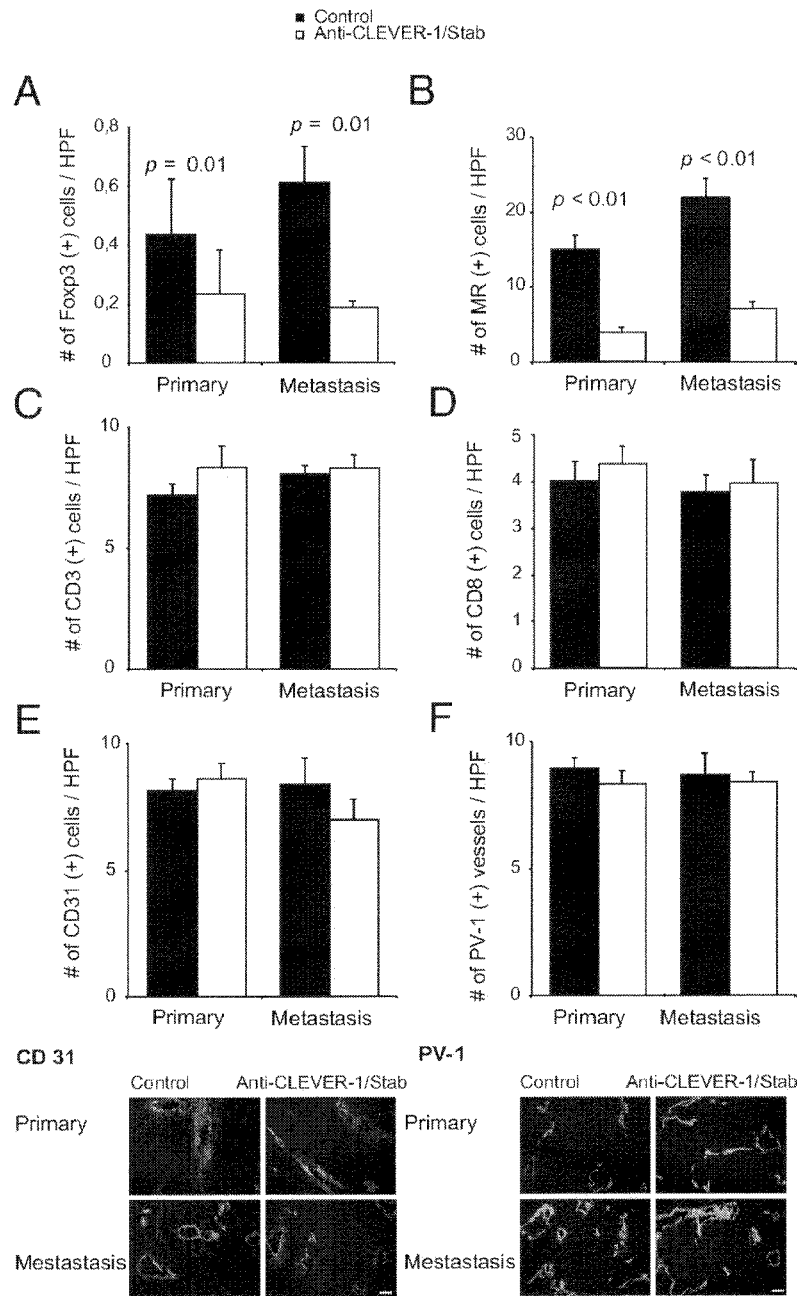 Control
Anti-CLEVER-1/Stab
A
B
# of Foxp3 (+) cells / HPF
0,8
0,6
0,4
0,2
0
p = 0.01
p = 0.01
Primary
Metastasis
# of MR (+) cells / HPF
30
20
10
0
p < 0.01
p < 0.01
Primary
Metastasis
C
D
# of CD3 (+) cells / HPF
10
5
0
Primary
Metastasis
# of CD8 (+) cells / HPF
5
4
3
2
1
0
Primary
Metastasis
E
F
# of CD31 (+) cells / HPF
10
5
0
Primary
Metastasis
# of PV-1 (+) vessels / HPF
10
5
0
Primary
Metastasis
CD 31
PV-1
Control
Anti-CLEVER-1/Stab
Control
Anti-CLEVER-1/Stab
Primary
Primary
Mestastasis
Mestastasis